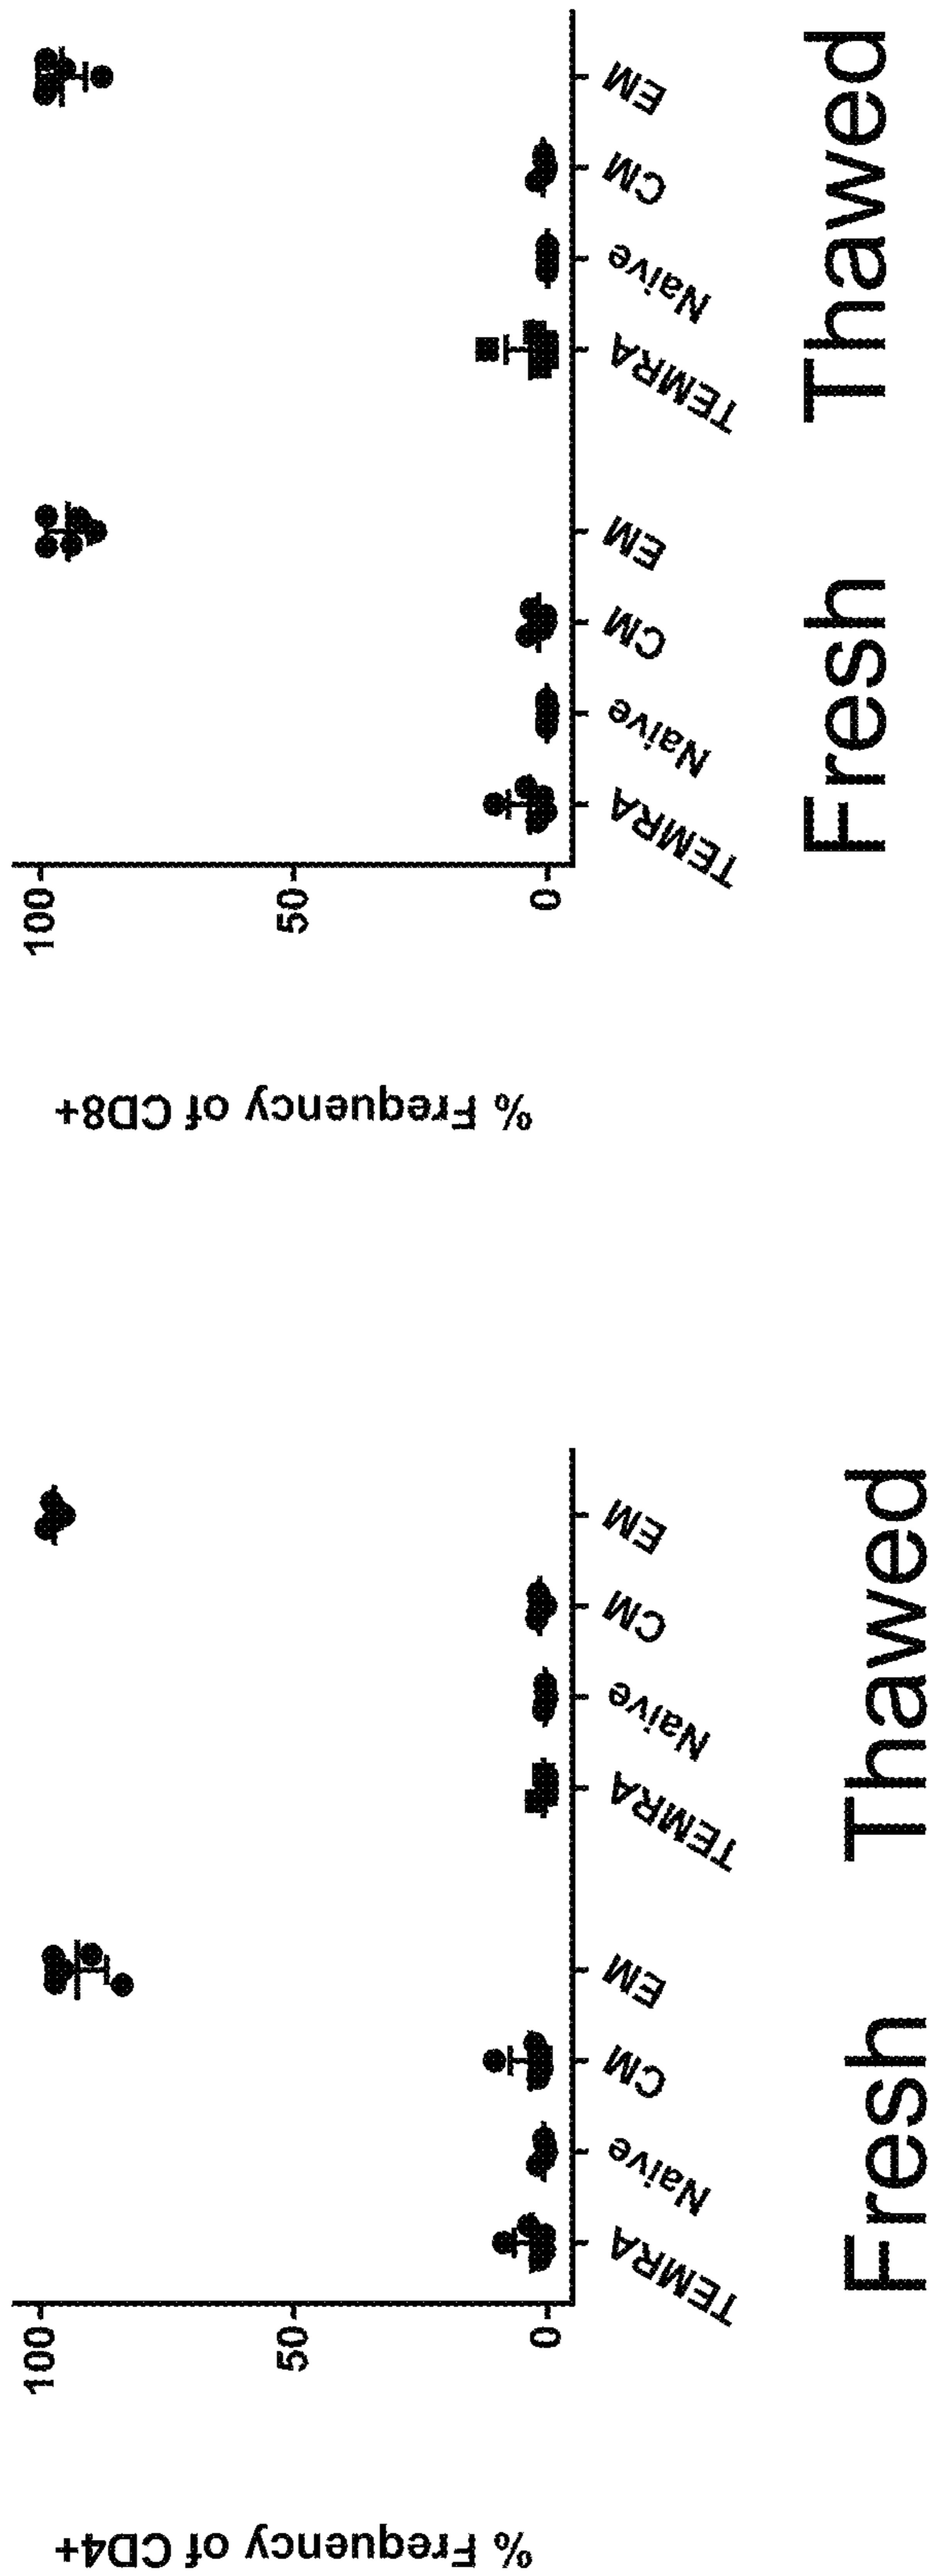 % Frequency of CD4+
100
50
0
TEMRA
Naive
CM
EM
TEMRA
Naive
CM
EM
Fresh
Thawed
% Frequency of CD8+
100
50
0
TEMRA
Naive
CM
EM
TEMRA
Naive
CM
EM
Fresh
Thawed